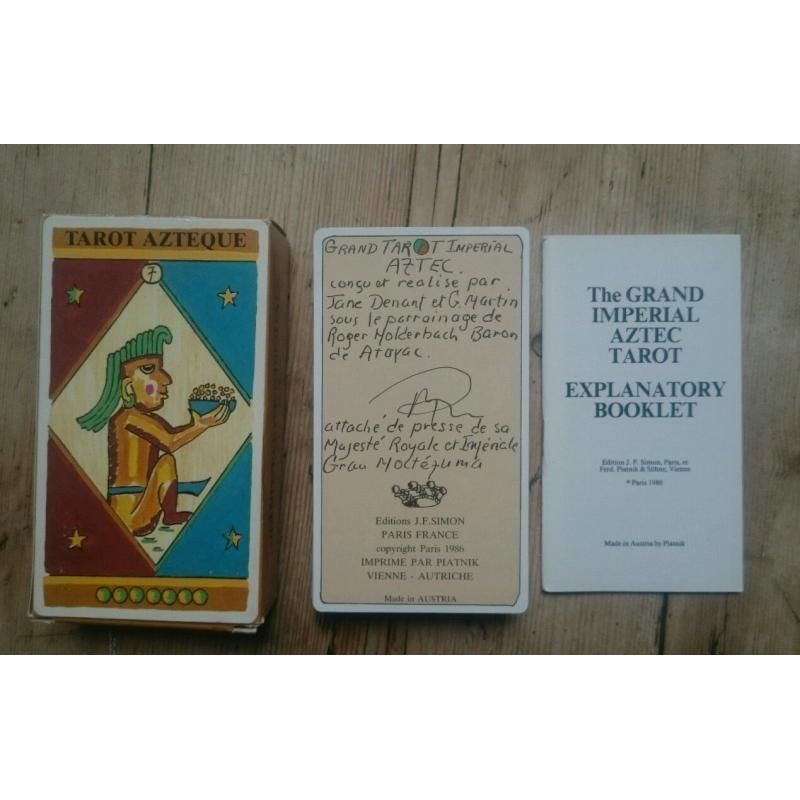 TAROT AZTEQUE
7
GRAND TAROT IMPERIAL
AZTEC.
conçu et realise par
Jane Denant et G. Martin
sous le parrainage de
Roger Holderbach Baron
de Atoyac.
attaché de presse de sa
Majesté Royale et Impériale
Grau Moctézuma
Editions J.F.SIMON
PARIS FRANCE
copyright Paris 1986
IMPRIME PAR PIATNIK
VIENNE - AUTRICHE
Made in AUSTRIA
The GRAND
IMPERIAL
AZTEC
TAROT
EXPLANATORY
BOOKLET
Edition J. F. Simon, Paris, et
Ferd. Piatnik & Söhne, Vienne
© Paris 1986
Made in Austria by Piatnik